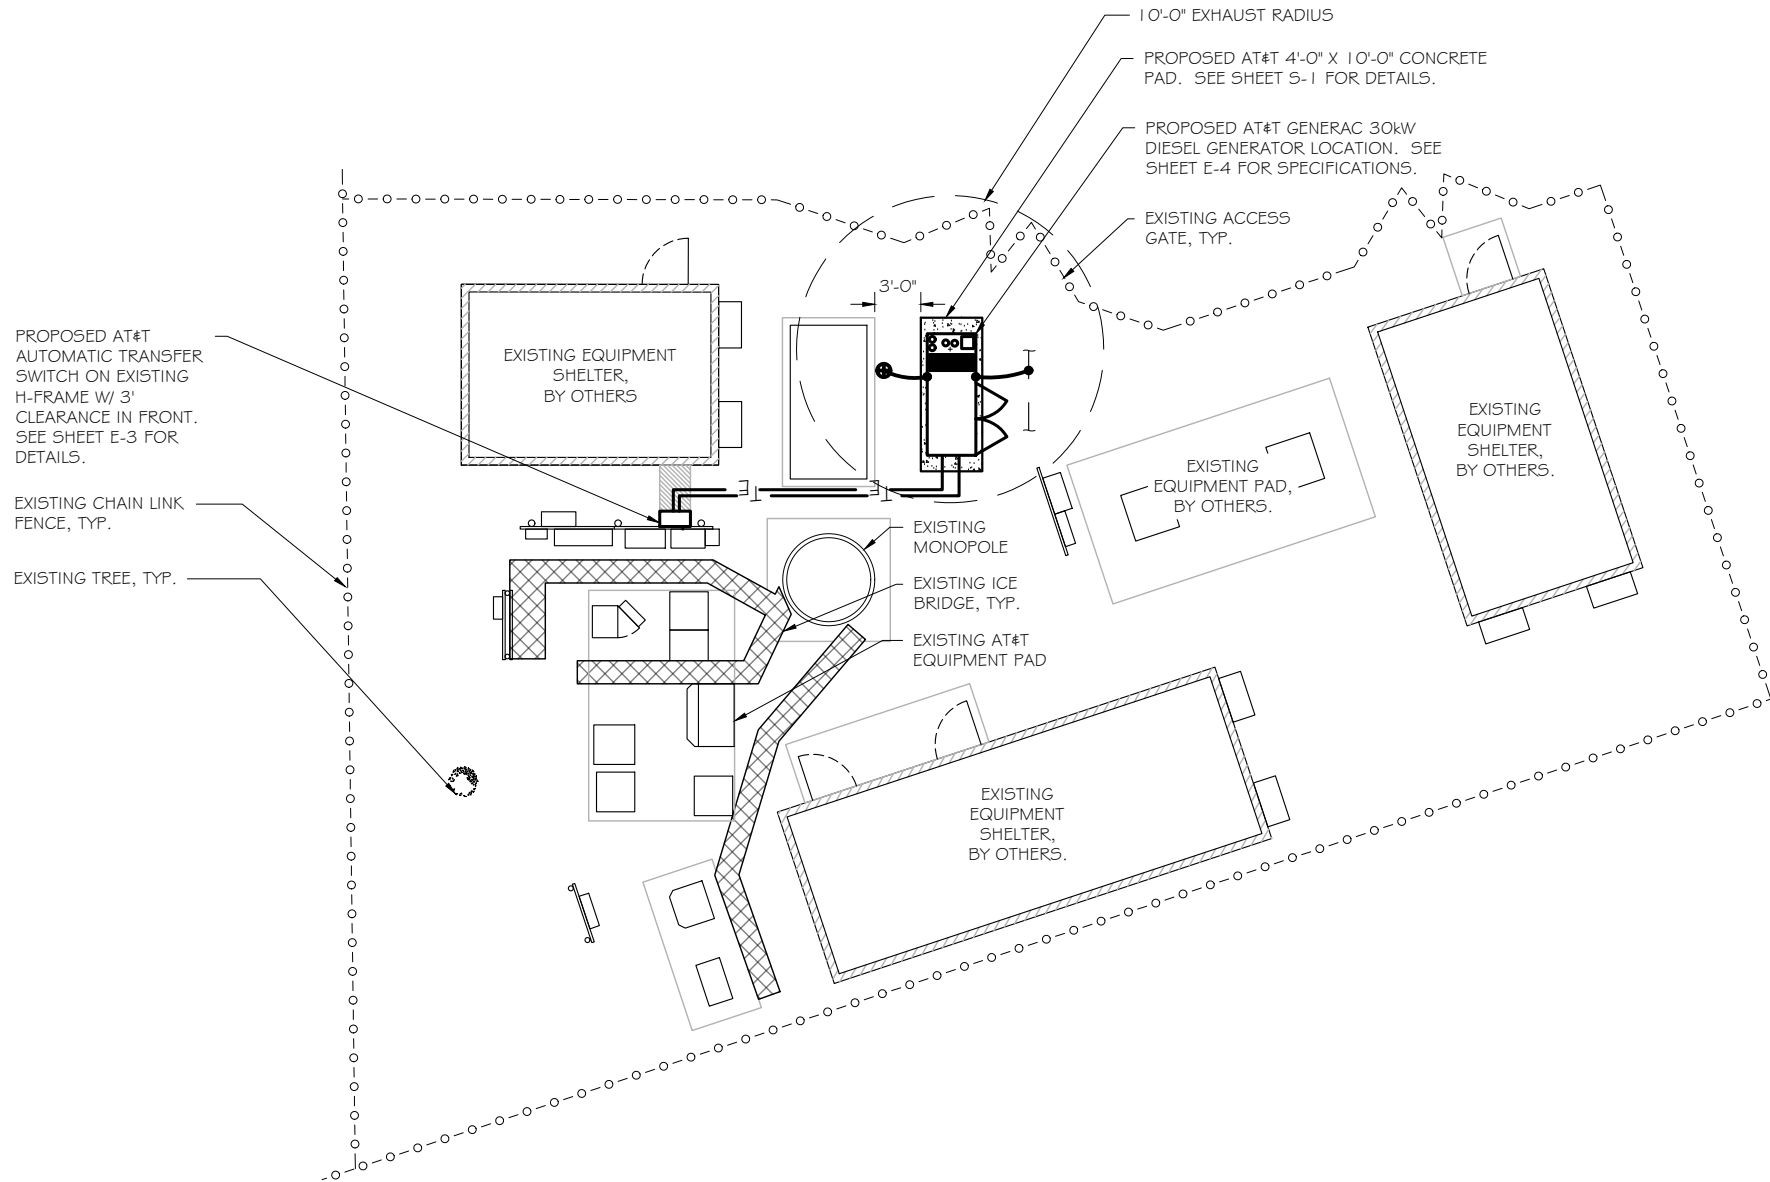 10'-0" EXHAUST RADIUS
PROPOSED AT&T 4'-0" X 10'-0" CONCRETE
PAD. SEE SHEET S-1 FOR DETAILS.
PROPOSED AT&T GENERAC 30kW
DIESEL GENERATOR LOCATION. SEE
SHEET E-4 FOR SPECIFICATIONS.
EXISTING ACCESS
GATE, TYP.
3'-0"
PROPOSED AT&T
AUTOMATIC TRANSFER
SWITCH ON EXISTING
H-FRAME W/ 3'
CLEARANCE IN FRONT.
SEE SHEET E-3 FOR
DETAILS.
EXISTING CHAIN LINK
FENCE, TYP.
EXISTING TREE, TYP.
EXISTING EQUIPMENT
SHELTER,
BY OTHERS
EXISTING
EQUIPMENT PAD,
BY OTHERS.
EXISTING
EQUIPMENT
SHELTER,
BY OTHERS.
E T
E T
EXISTING
MONOPOLE
EXISTING ICE
BRIDGE, TYP.
EXISTING AT&T
EQUIPMENT PAD
EXISTING
EQUIPMENT
SHELTER,
BY OTHERS.